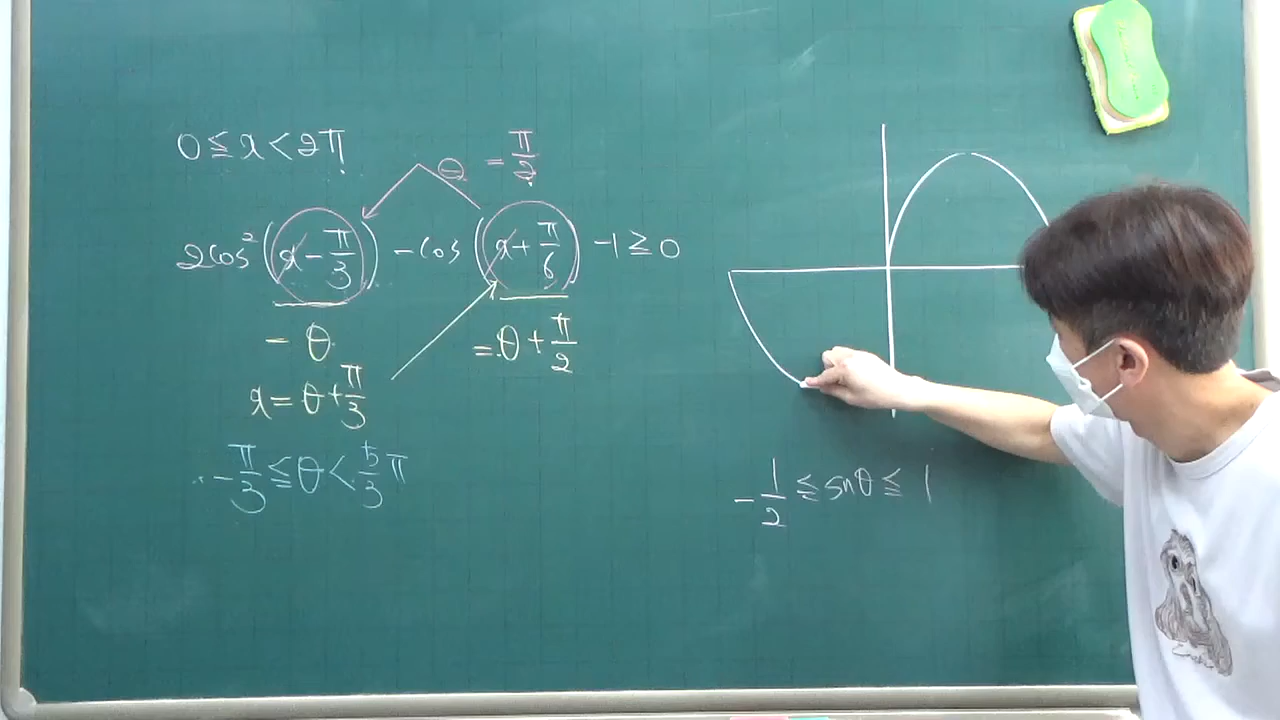 0 ≦ x < 2π
⊖ = π/2
2cos²(x - π/3) - cos(x + π/6) - 1 ≧ 0
= θ
= θ + π/2
x = θ + π/3
-π/3 ≦ θ < 5/3 π
-1/2 ≦ sinθ ≦ 1